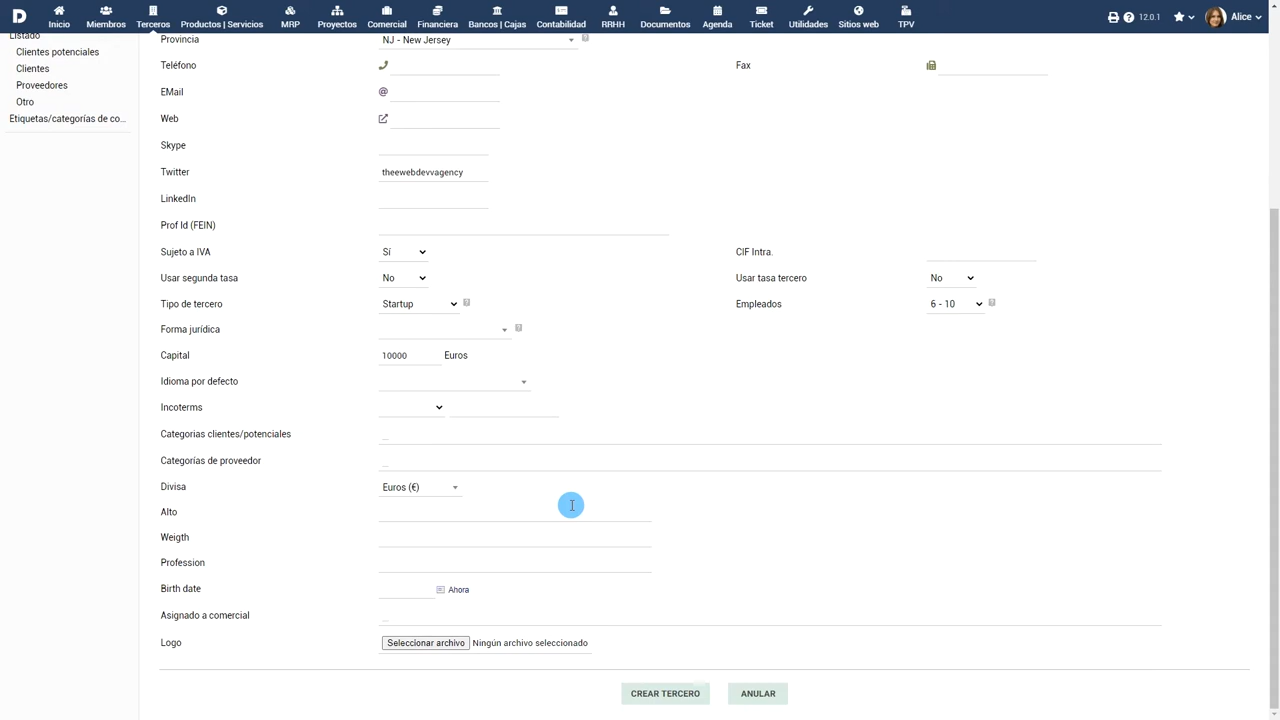 Inicio Miembros Terceros Productos | Servicios MRP Proyectos Comercial Financiera Bancos | Cajas Contabilidad RRHH Documentos Agenda Ticket Utilidades Sitios web TPV 12.0.1 Alice
Listado
Clientes potenciales
Clientes
Proveedores
Otro
Etiquetas/categorías de co...
Provincia NJ - New Jersey
Teléfono Fax
EMail @
Web
Skype
Twitter theewebdevvagency
LinkedIn
Prof Id (FEIN)
Sujeto a IVA Sí CIF Intra.
Usar segunda tasa No Usar tasa tercero No
Tipo de tercero Startup Empleados 6 - 10
Forma jurídica
Capital 10000 Euros
Idioma por defecto
Incoterms
Categorias clientes/potenciales ...
Categorías de proveedor ...
Divisa Euros (€)
Alto
Weigth
Profession
Birth date Ahora
Asignado a comercial ...
Logo Seleccionar archivo Ningún archivo seleccionado
CREAR TERCERO ANULAR